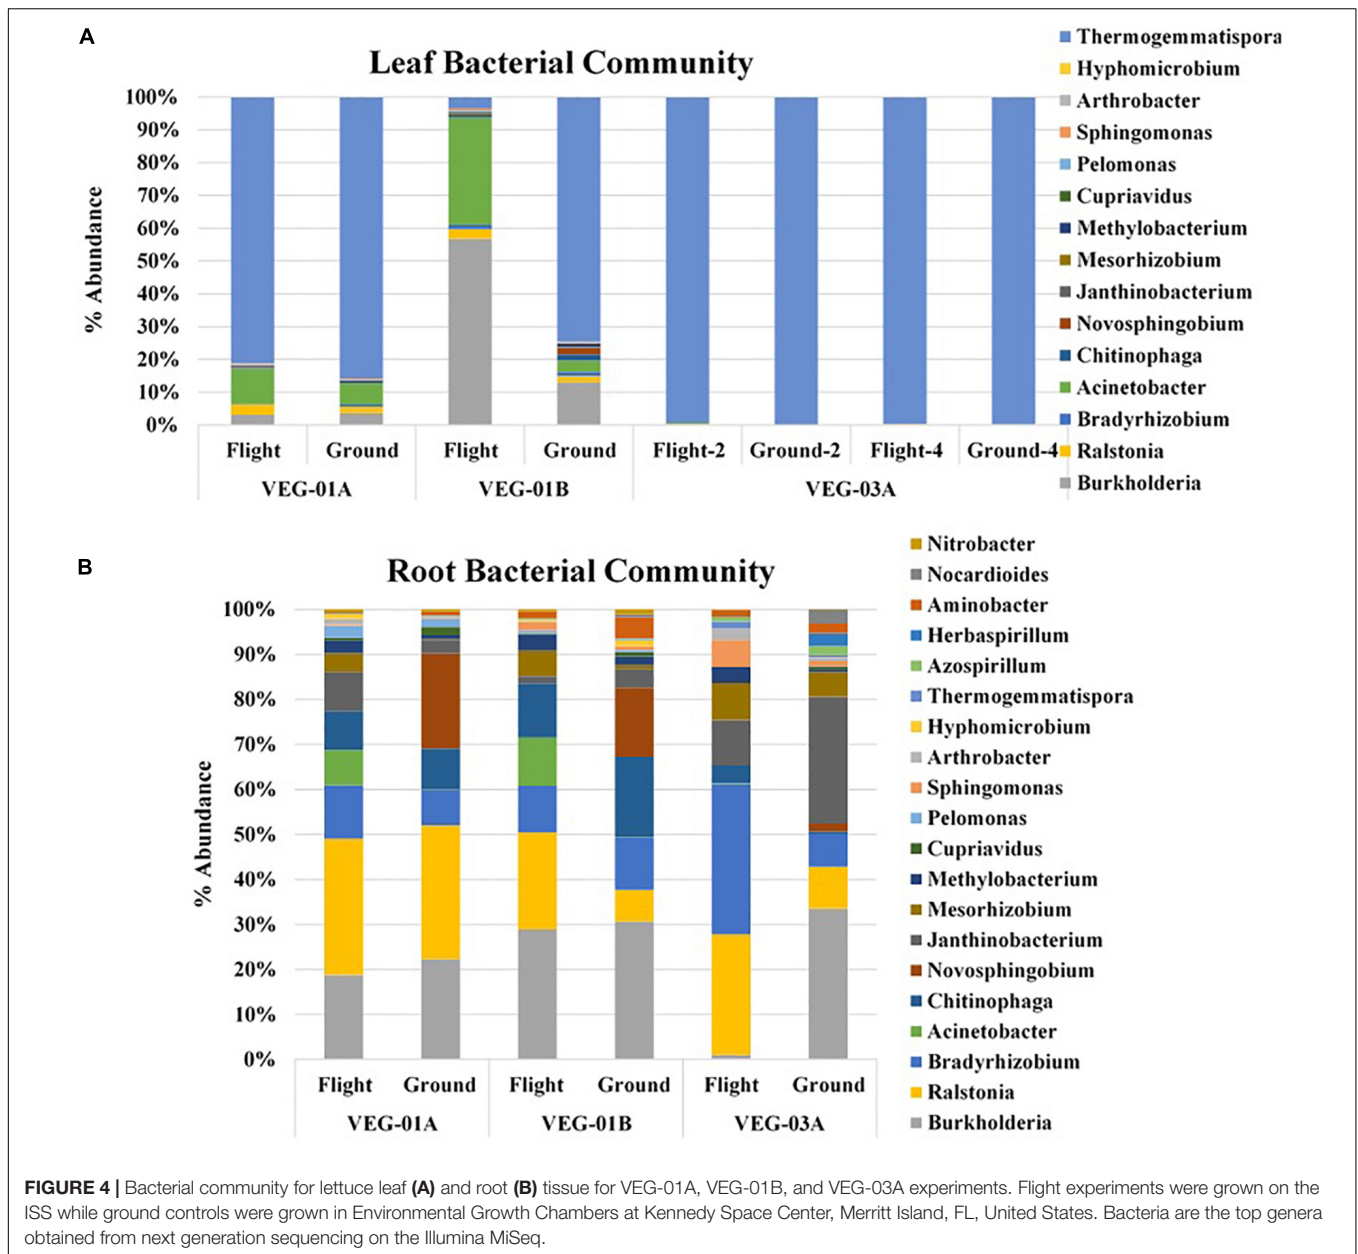 A
Leaf Bacterial Community
% Abundance
100%
90%
80%
70%
60%
50%
40%
30%
20%
10%
0%
Flight Ground Flight Ground Flight-2 Ground-2 Flight-4 Ground-4
VEG-01A VEG-01B VEG-03A
Thermogemmatispora
Hyphomicrobium
Arthrobacter
Sphingomonas
Pelomonas
Cupriavidus
Methylobacterium
Mesorhizobium
Janthinobacterium
Novosphingobium
Chitinophaga
Acinetobacter
Bradyrhizobium
Ralstonia
Burkholderia
B
Root Bacterial Community
% Abundance
100%
90%
80%
70%
60%
50%
40%
30%
20%
10%
0%
Flight Ground Flight Ground Flight Ground
VEG-01A VEG-01B VEG-03A
Nitrobacter
Nocardioides
Aminobacter
Herbaspirillum
Azospirillum
Thermogemmatispora
Hyphomicrobium
Arthrobacter
Sphingomonas
Pelomonas
Cupriavidus
Methylobacterium
Mesorhizobium
Janthinobacterium
Novosphingobium
Chitinophaga
Acinetobacter
Bradyrhizobium
Ralstonia
Burkholderia
FIGURE 4 | Bacterial community for lettuce leaf (A) and root (B) tissue for VEG-01A, VEG-01B, and VEG-03A experiments. Flight experiments were grown on the
ISS while ground controls were grown in Environmental Growth Chambers at Kennedy Space Center, Merritt Island, FL, United States. Bacteria are the top genera
obtained from next generation sequencing on the Illumina MiSeq.